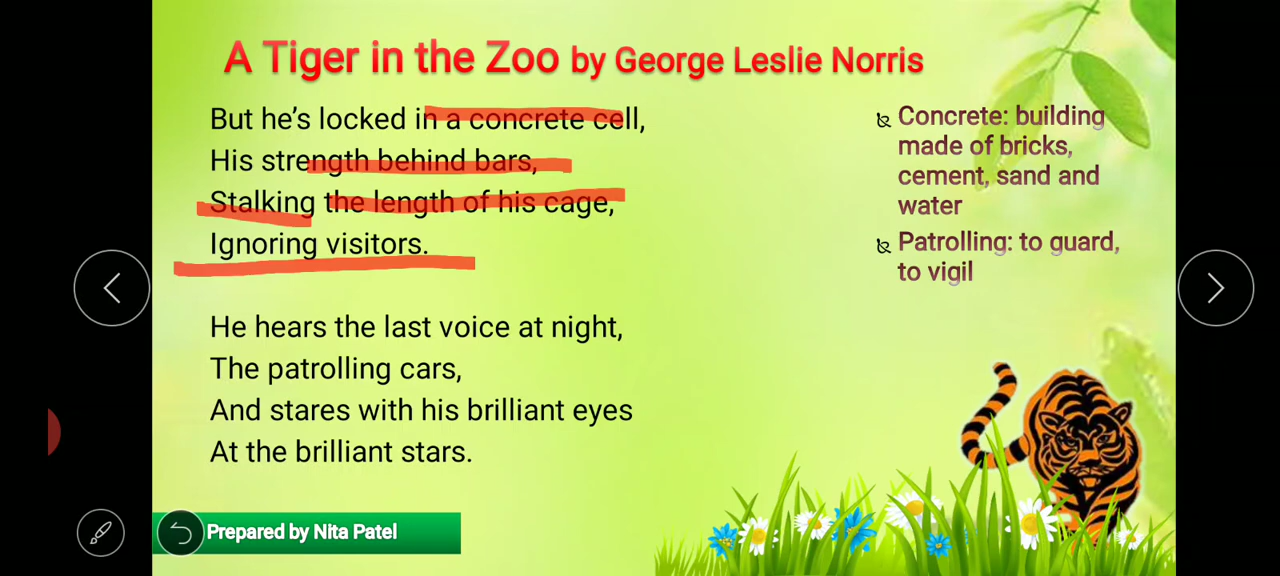 A Tiger in the Zoo by George Leslie Norris
But he's locked in a concrete cell,
His strength behind bars,
Stalking the length of his cage,
Ignoring visitors.
He hears the last voice at night,
The patrolling cars,
And stares with his brilliant eyes
At the brilliant stars.
Concrete: building
made of bricks,
cement, sand and
water
Patrolling: to guard,
to vigil
Prepared by Nita Patel